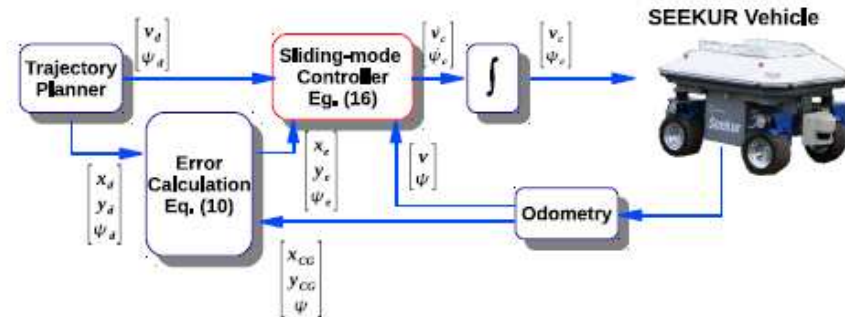 SEEKUR Vehicle
[v_d
ψ_d]
Trajectory
Planner
Sliding-mode
Controller
Eg. (16)
[v̇_c
ψ̇_c]
∫
[v_c
ψ_c]
Seekur
[x_d
y_d
ψ_d]
Error
Calculation
Eq. (10)
[x_e
y_e
ψ_e]
[v
ψ]
Odometry
[x_CG
y_CG
ψ]